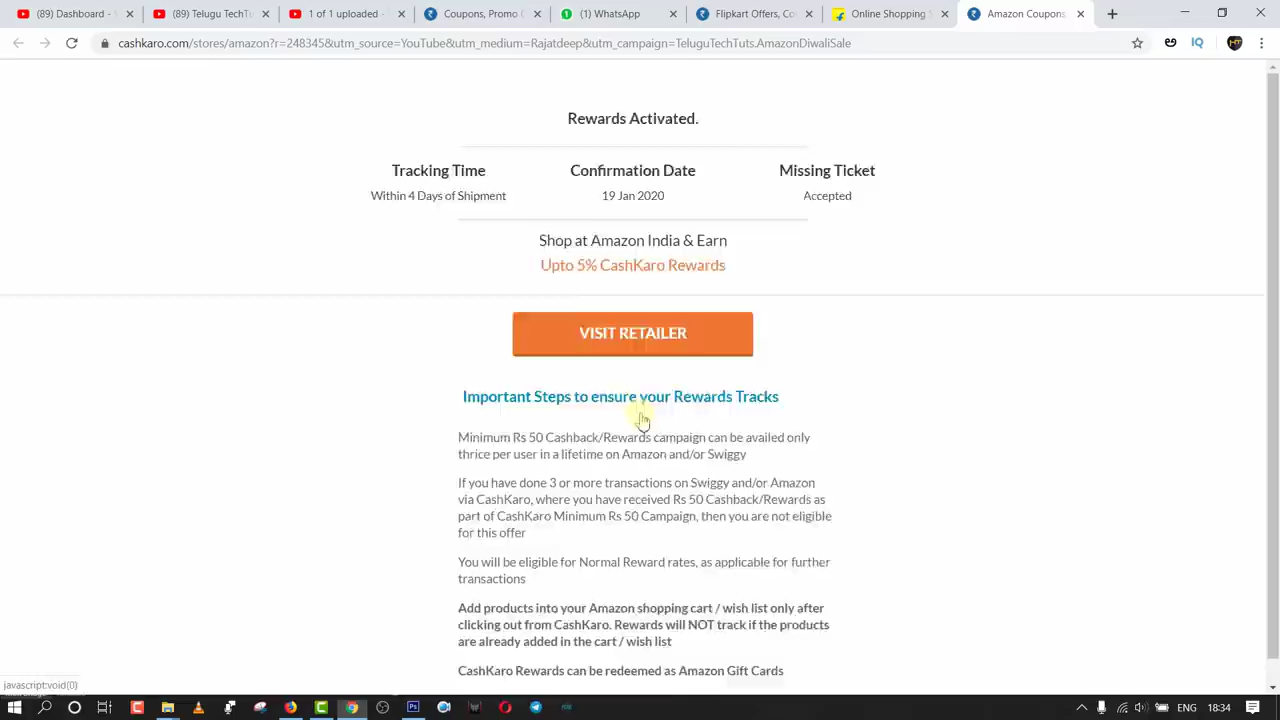 (89) Dashboard -
(89) Telugu TechTu
1 of 1 uploaded -
Coupons, Promo C
(1) WhatsApp
Flipkart Offers, Co
Online Shopping S
Amazon Coupons,
cashkaro.com/stores/amazon?r=248345&utm_source=YouTube&utm_medium=Rajatdeep&utm_campaign=TeluguTechTuts.AmazonDiwaliSale
Rewards Activated.
Tracking Time
Confirmation Date
Missing Ticket
Within 4 Days of Shipment
19 Jan 2020
Accepted
Shop at Amazon India & Earn
Upto 5% CashKaro Rewards
VISIT RETAILER
Important Steps to ensure your Rewards Tracks
Minimum Rs 50 Cashback/Rewards campaign can be availed only
thrice per user in a lifetime on Amazon and/or Swiggy
If you have done 3 or more transactions on Swiggy and/or Amazon
via CashKaro, where you have received Rs 50 Cashback/Rewards as
part of CashKaro Minimum Rs 50 Campaign, then you are not eligible
for this offer
You will be eligible for Normal Reward rates, as applicable for further
transactions
Add products into your Amazon shopping cart / wish list only after
clicking out from CashKaro. Rewards will NOT track if the products
are already added in the cart / wish list
CashKaro Rewards can be redeemed as Amazon Gift Cards
javascript:void(0)
ENG
18:34